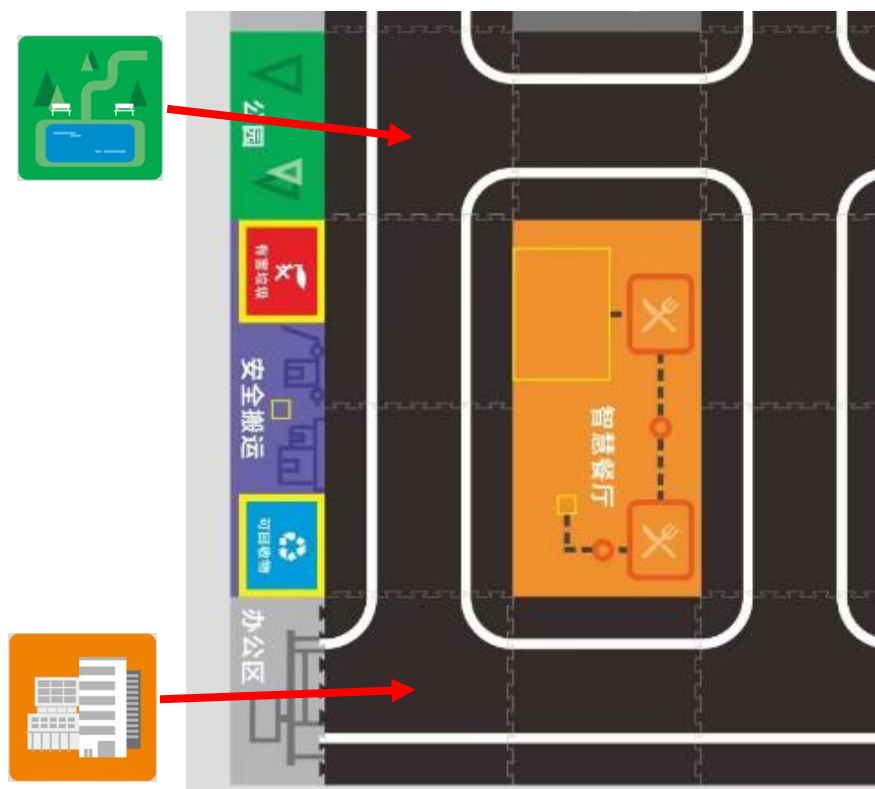 公园
有害垃圾
安全搬运
智慧餐厅
可回收物
办公区